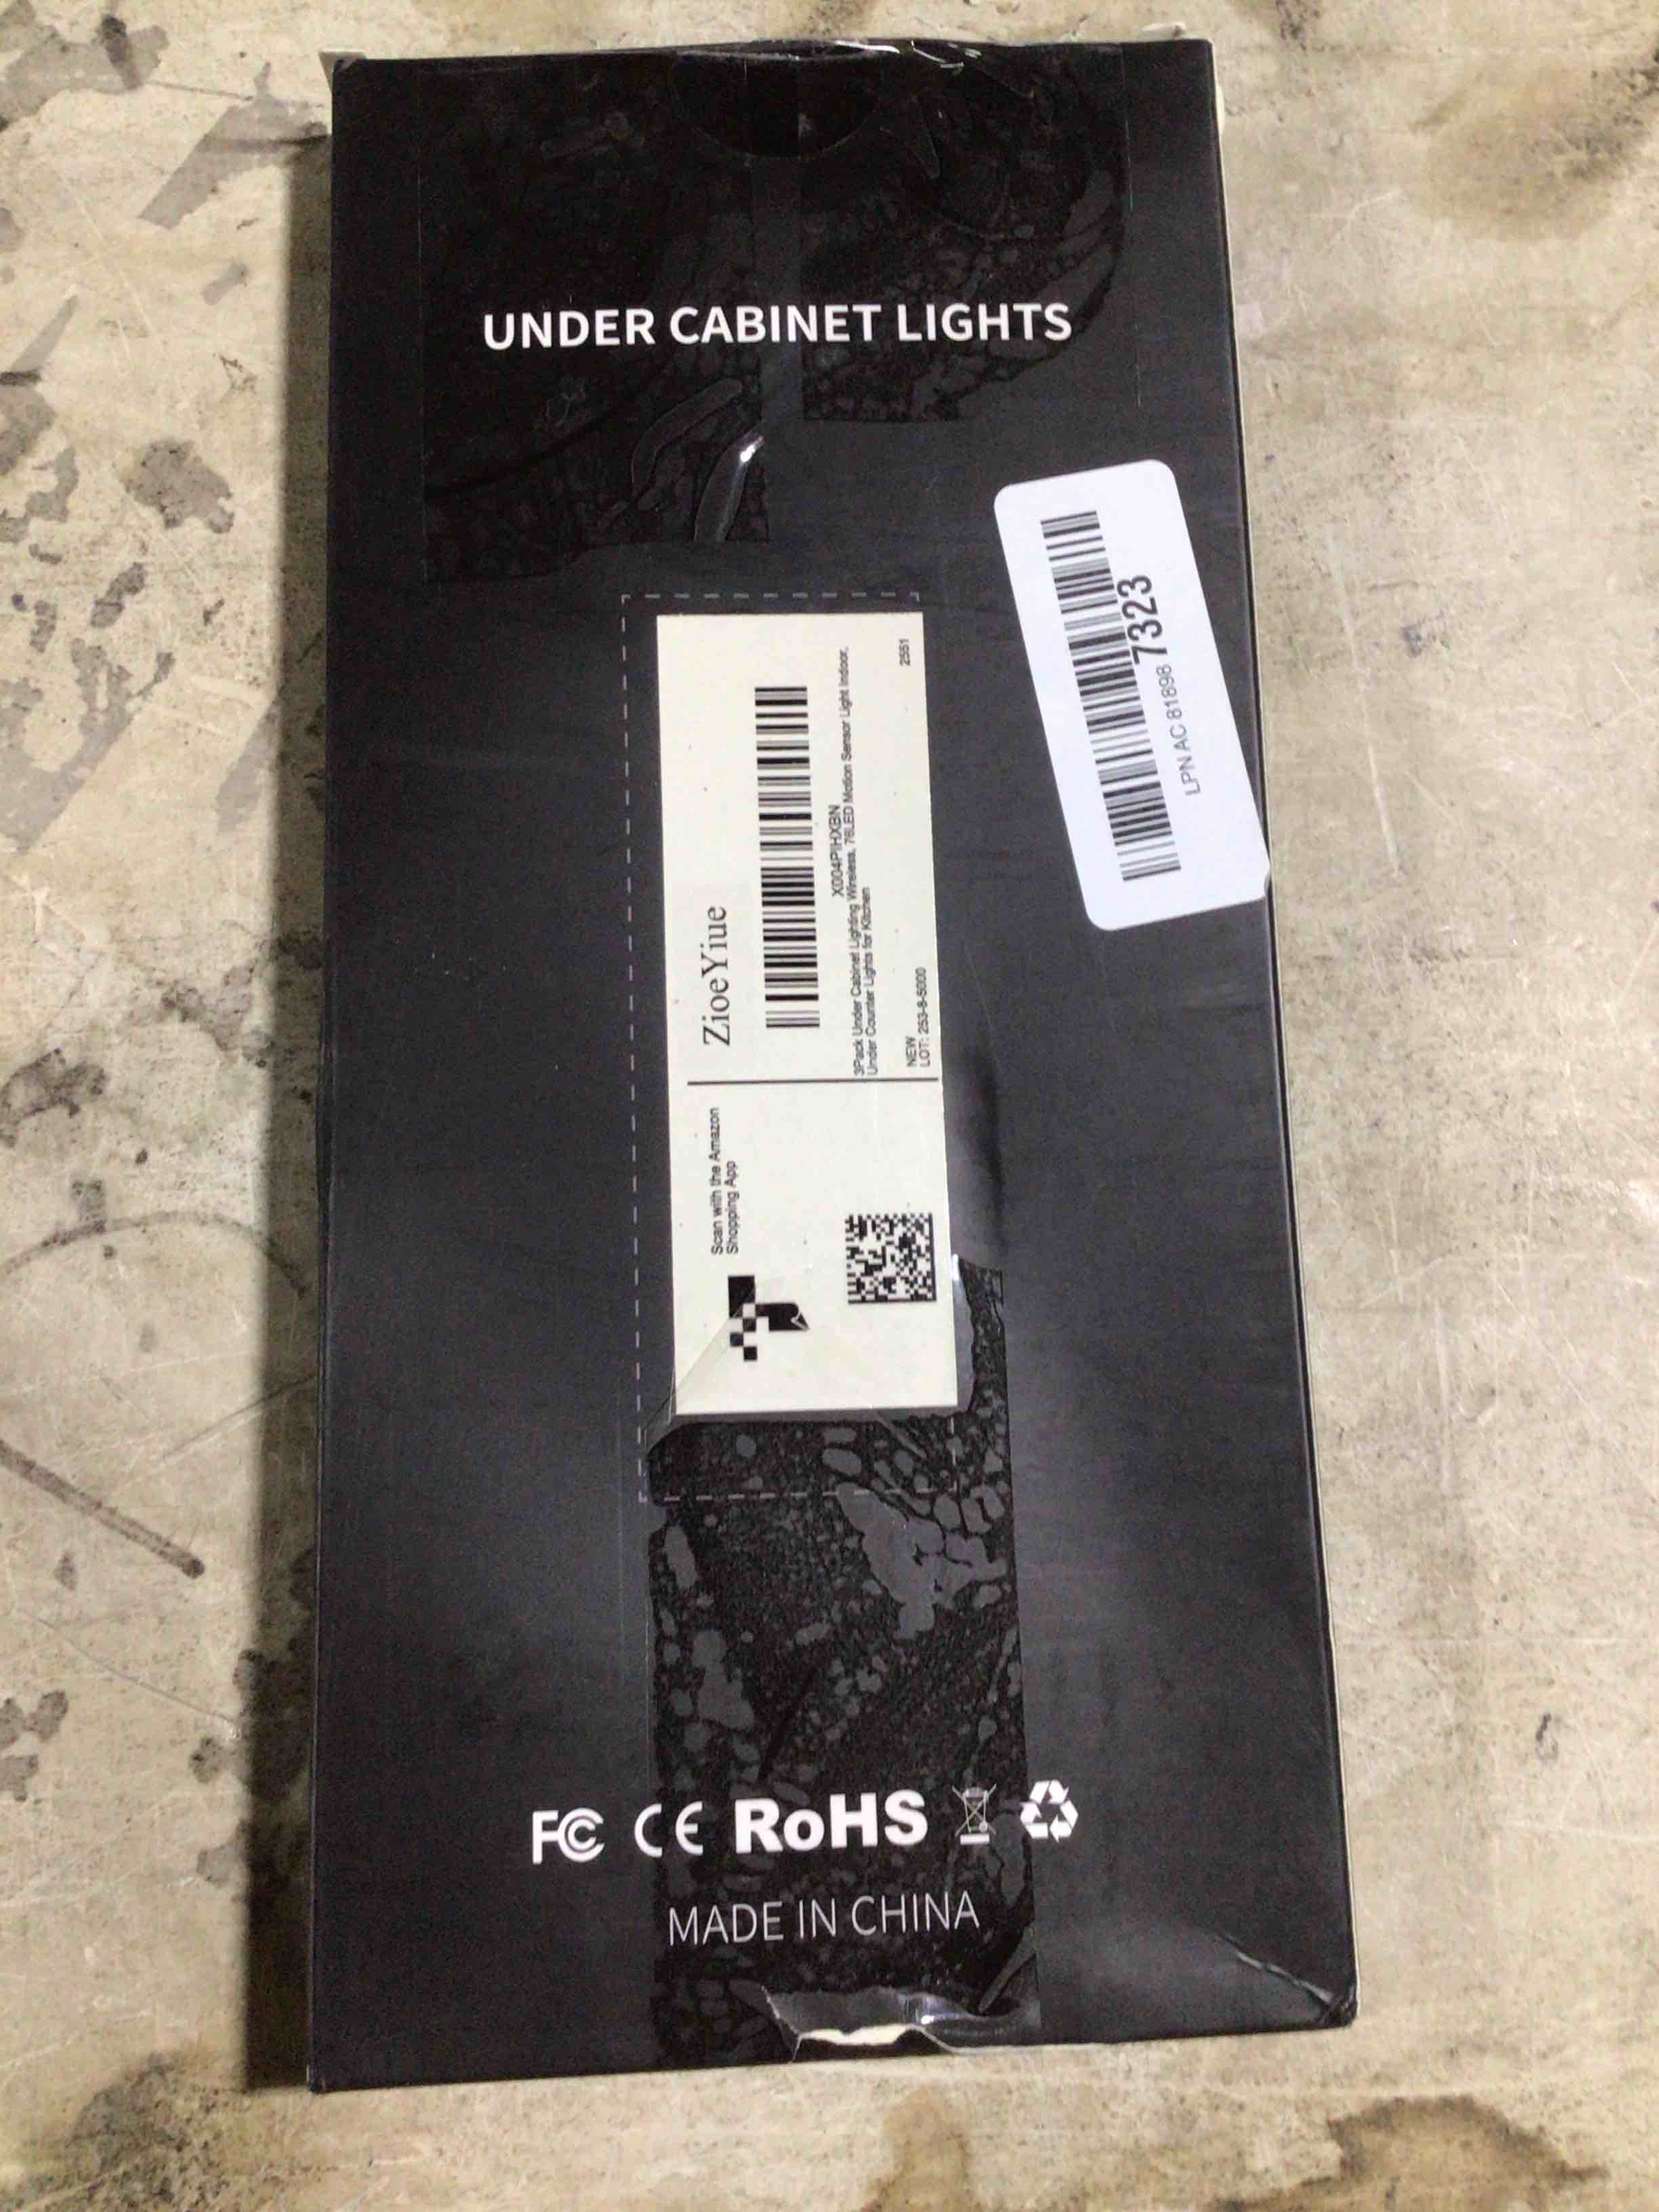 UNDER CABINET LIGHTS
LPN AC 81898 7323
ZioeYiue
X004PIHXBN
3Pack Under Cabinet Lighting Wireless, 76LED Motion Sensor Light Indoor,
Under Counter Lights for Kitchen
NEW
LOT: 253-8-5000
2551
Scan with the Amazon
Shopping App
FC CE RoHS
MADE IN CHINA